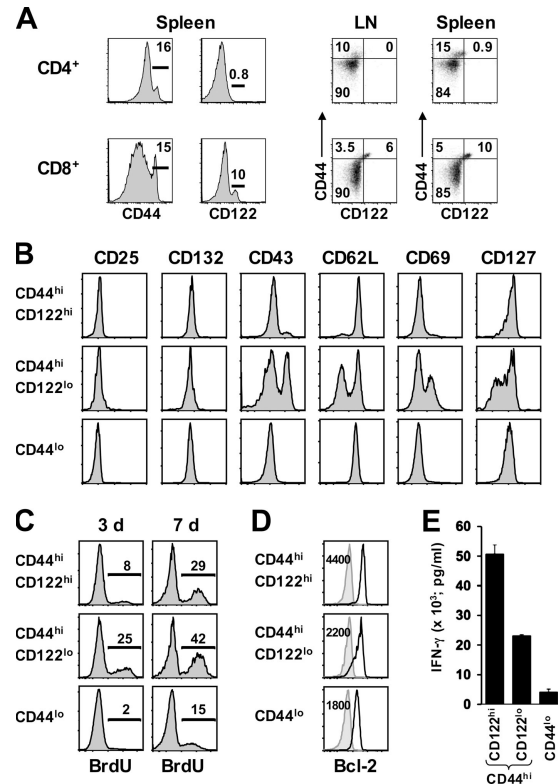 A
Spleen
LN
Spleen
CD4+
16
0.8
10
0
90
15
0.9
84
CD8+
15
10
3.5
6
90
5
10
85
CD44
CD44
CD44
CD122
CD122
CD122
B
CD25 CD132 CD43 CD62L CD69 CD127
CD44hi
CD122hi
CD44hi
CD122lo
CD44lo
C
3 d 7 d
CD44hi
CD122hi
8
29
CD44hi
CD122lo
25
42
CD44lo
2
15
BrdU BrdU
D
CD44hi
CD122hi
4400
CD44hi
CD122lo
2200
CD44lo
1800
Bcl-2
E
IFN-γ (x 10³; pg/ml)
60
50
40
30
20
10
0
CD122hi
CD122lo
CD44lo
CD44hi